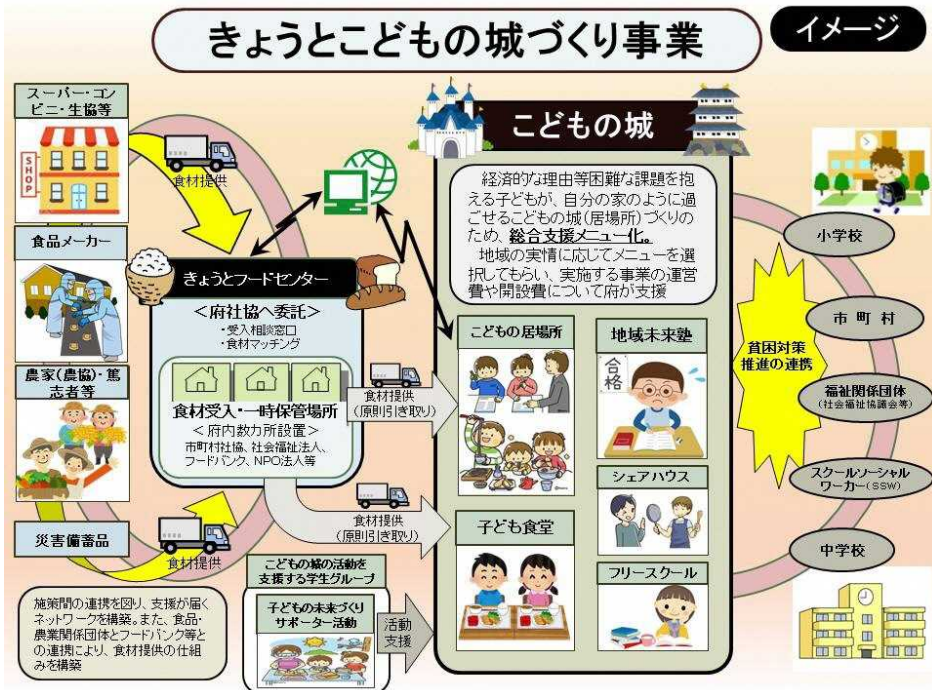 きょうとこどもの城づくり事業
イメージ
スーパー・コン
ビニ・生協等
SHOP
食材提供
食品メーカー
農家(農協)・篤
志者等
災害備蓄品
食材提供
きょうとフードセンター
<府社協へ委託>
・受入相談窓口
・食材マッチング
食材受入・一時保管場所
<府内数カ所設置>
市町村社協、社会福祉法人、
フードバンク、NPO法人等
食材提供
(原則引き取り)
食材提供
(原則引き取り)
こどもの城
経済的な理由等困難な課題を抱
える子どもが、自分の家のように過
ごせるこどもの城(居場所)づくりの
ため、総合支援メニュー化。
地域の実情に応じてメニューを選
択してもらい、実施する事業の運営
費や開設費について府が支援
こどもの居場所
地域未来塾
合格
シェアハウス
子ども食堂
フリースクール
貧困対策
推進の連携
小学校
市町村
福祉関係団体
(社会福祉協議会等)
スクールソーシャル
ワーカー(SSW)
中学校
施策間の連携を図り、支援が届く
ネットワークを構築。また、食品・
農業関係団体とフードバンク等と
の連携により、食材提供の仕組
みを構築
こどもの城の活動を
支援する学生グループ
子どもの未来づくり
サポーター活動
活動
支援